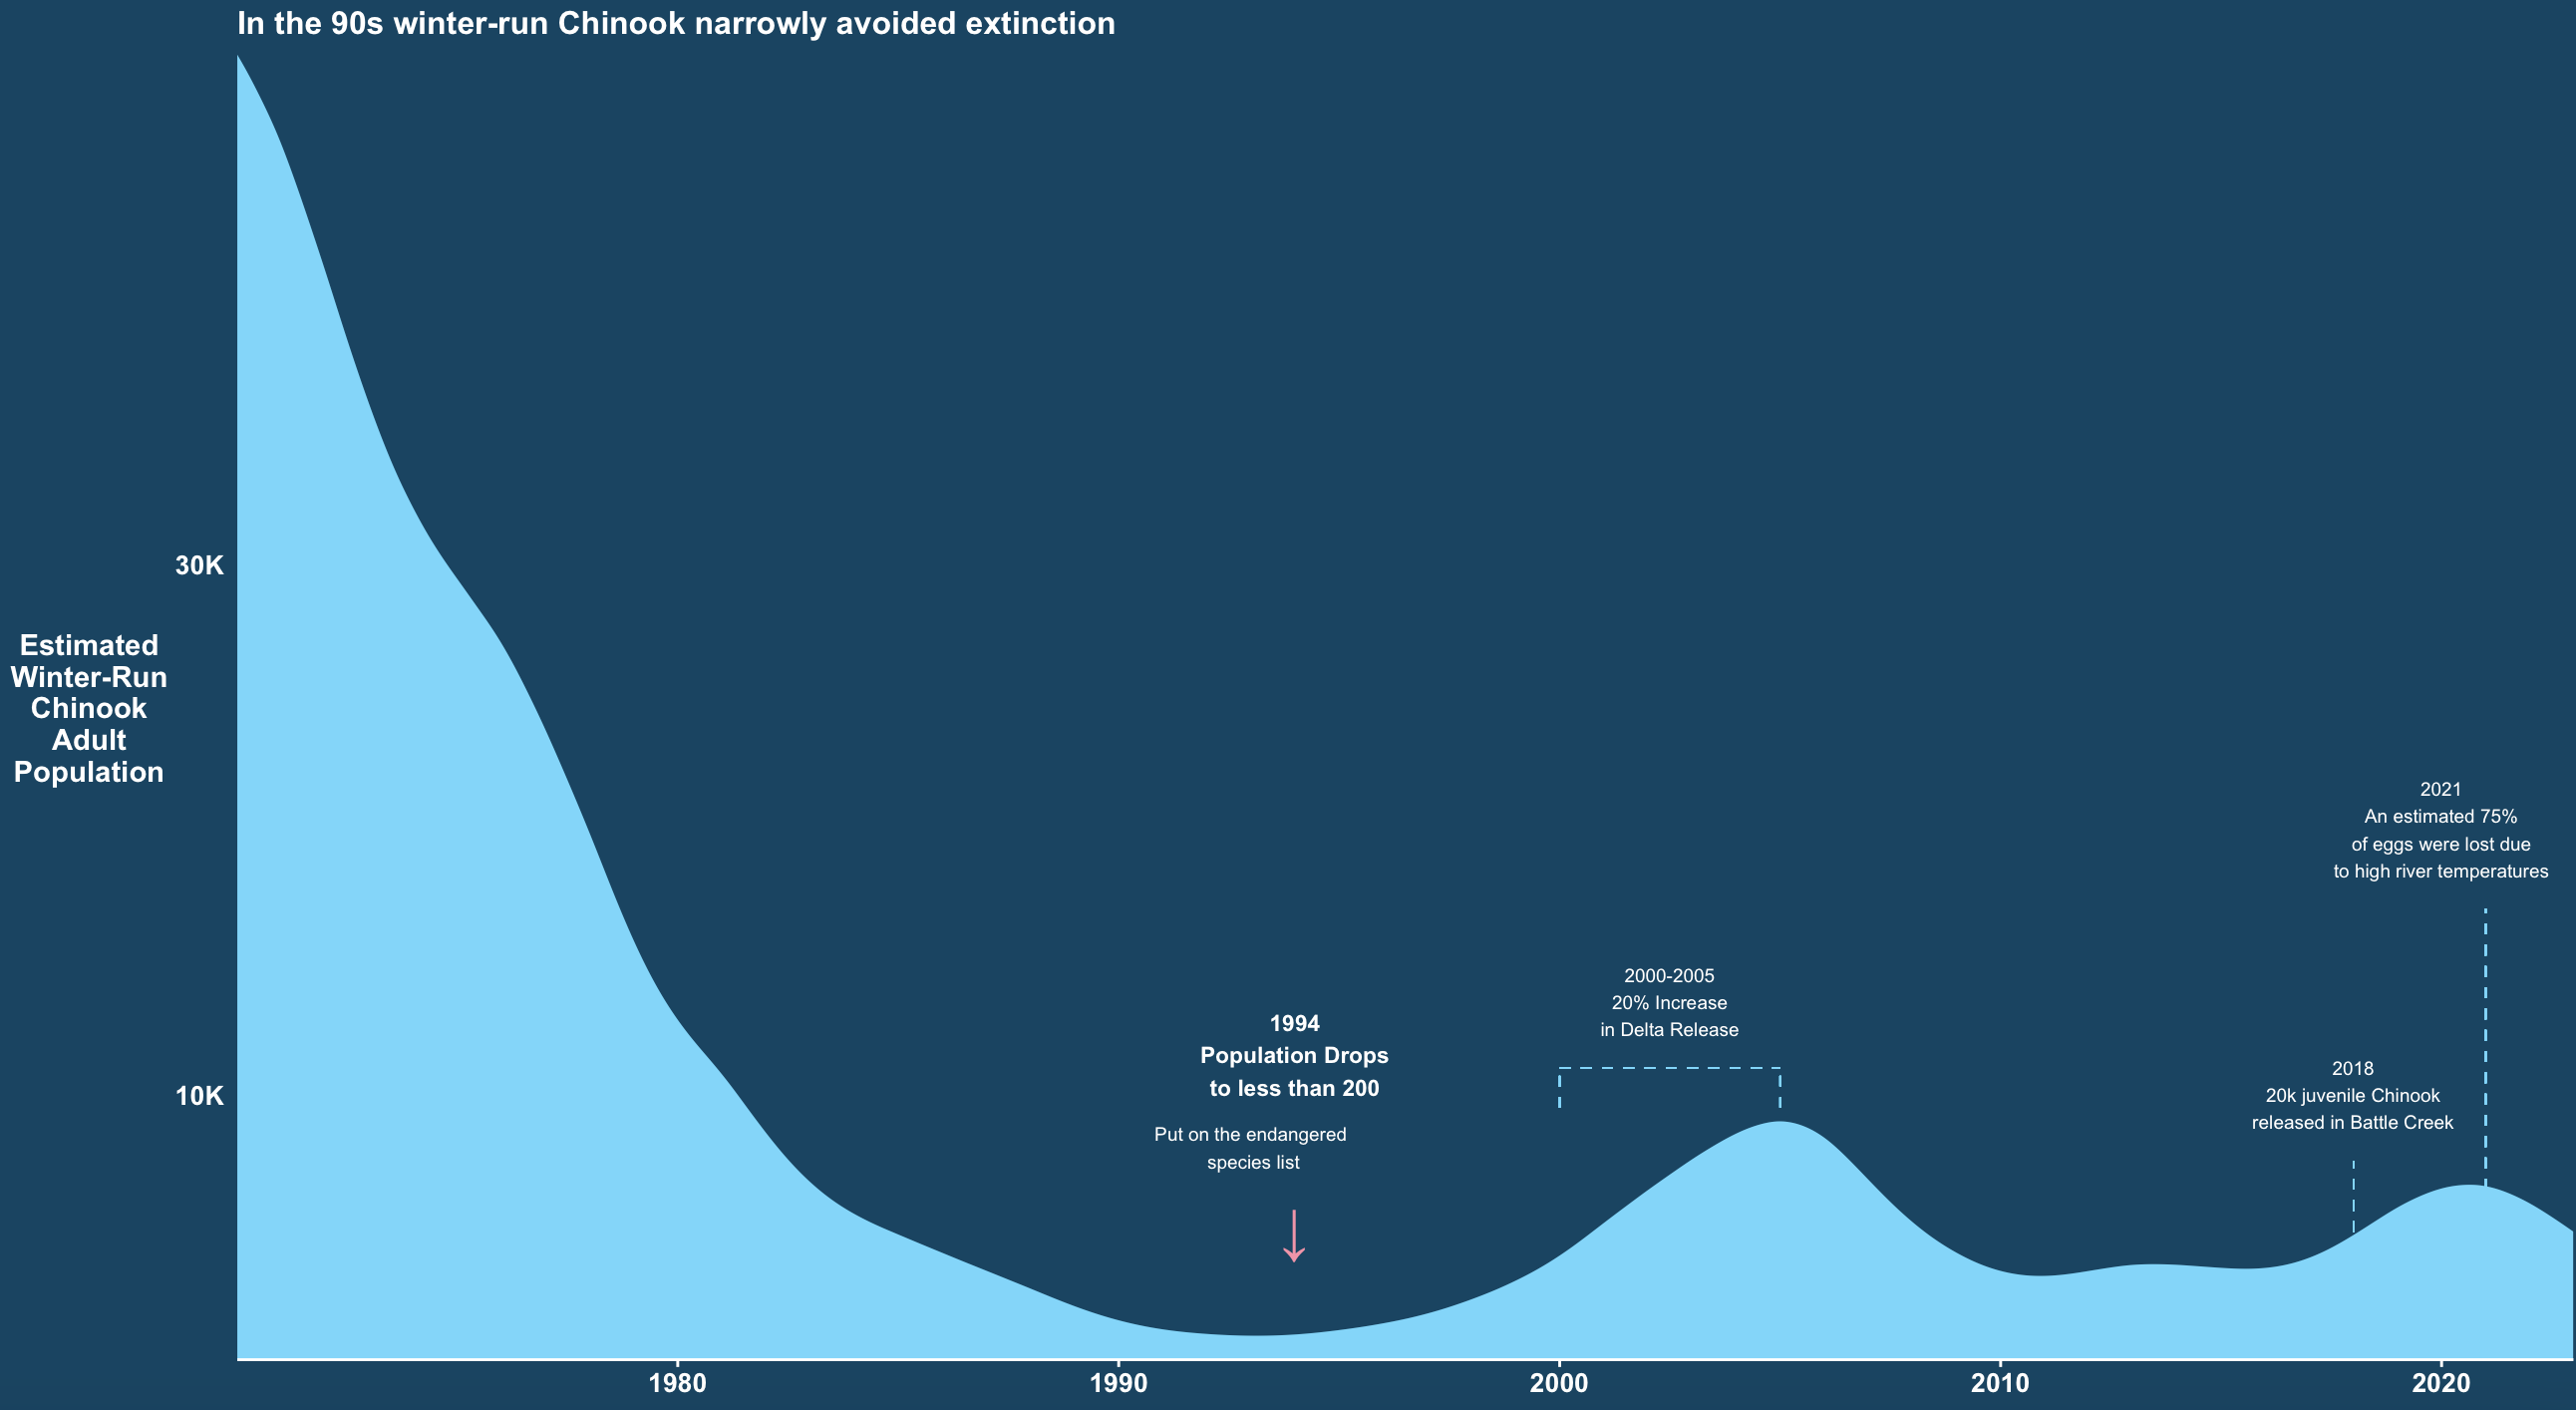 In the 90s winter-run Chinook narrowly avoided extinction
30K
Estimated
Winter-Run
Chinook
Adult
Population
10K
1994
Population Drops
to less than 200
Put on the endangered
species list
2000-2005
20% Increase
in Delta Release
2018
20k juvenile Chinook
released in Battle Creek
2021
An estimated 75%
of eggs were lost due
to high river temperatures
1980
1990
2000
2010
2020